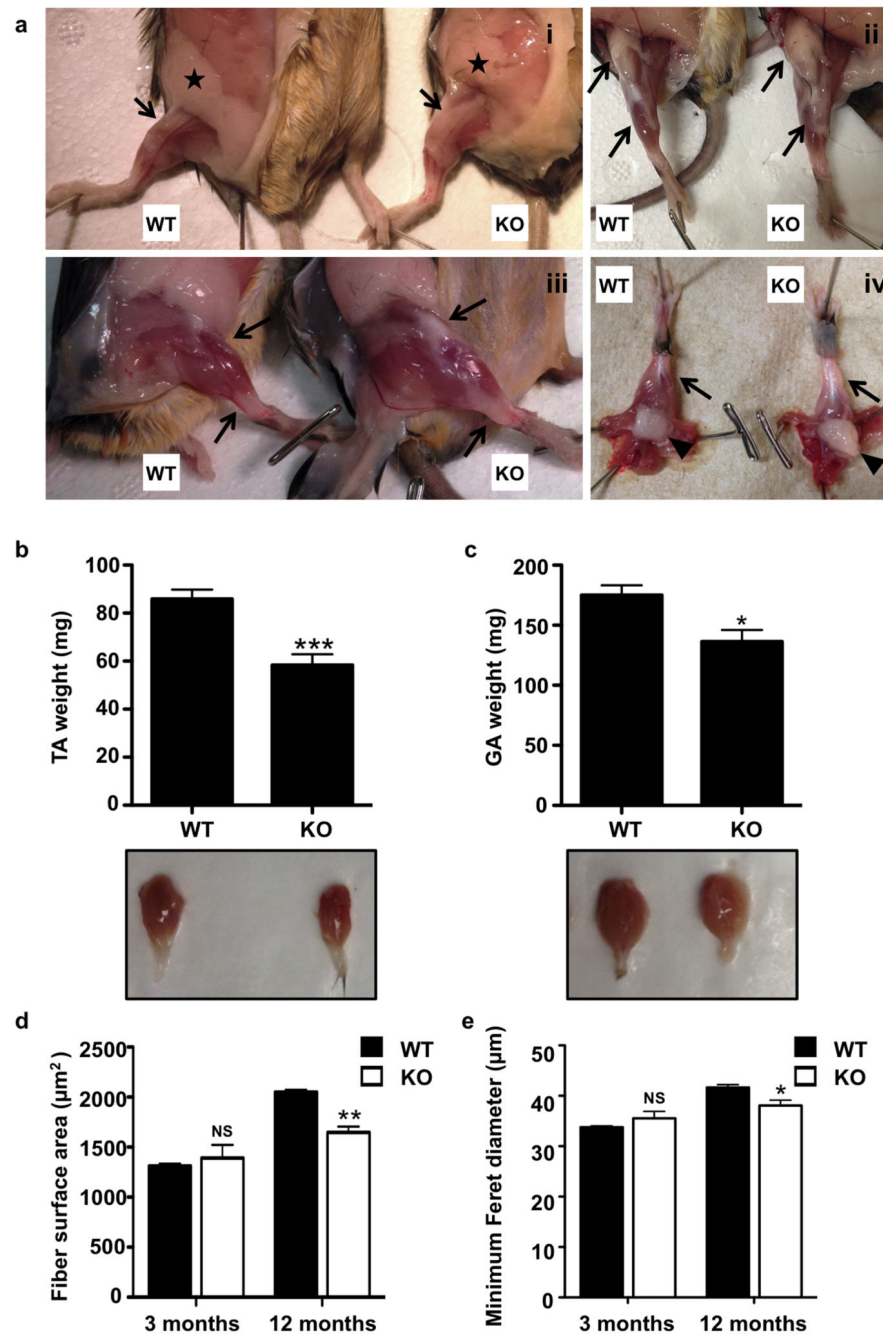 a
i
WT
KO
ii
WT
KO
iii
WT
KO
iv
WT
KO
b
TA weight (mg)
100
80
60
40
20
0
***
WT
KO
c
GA weight (mg)
200
150
100
50
0
*
WT
KO
d
Fiber surface area (µm²)
2500
2000
1500
1000
500
0
WT
KO
NS
**
3 months
12 months
e
Minimum Feret diameter (µm)
50
40
30
20
10
0
WT
KO
NS
*
3 months
12 months